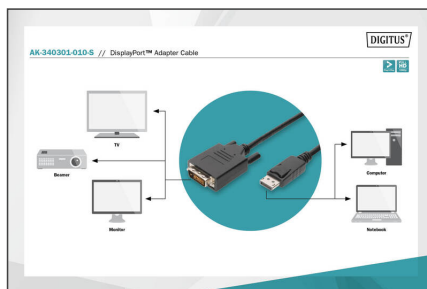 DIGITUS®
AK-340301-010-S // DisplayPort™ Adapter Cable
TV
Beamer
Monitor
Computer
Notebook